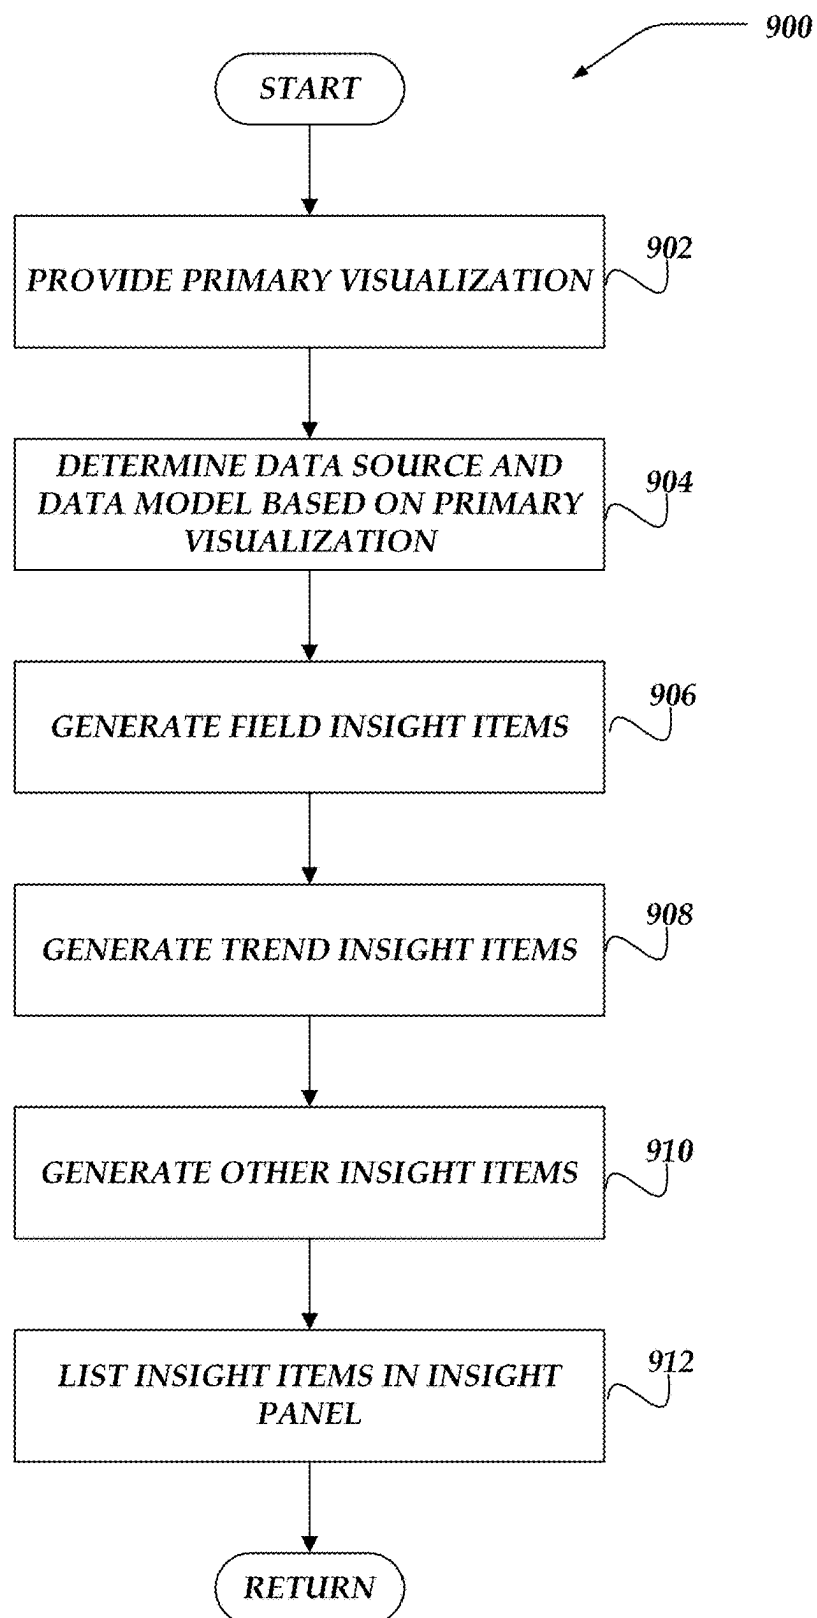 900
START
PROVIDE PRIMARY VISUALIZATION
902
DETERMINE DATA SOURCE AND
DATA MODEL BASED ON PRIMARY
VISUALIZATION
904
GENERATE FIELD INSIGHT ITEMS
906
GENERATE TREND INSIGHT ITEMS
908
GENERATE OTHER INSIGHT ITEMS
910
LIST INSIGHT ITEMS IN INSIGHT
PANEL
912
RETURN